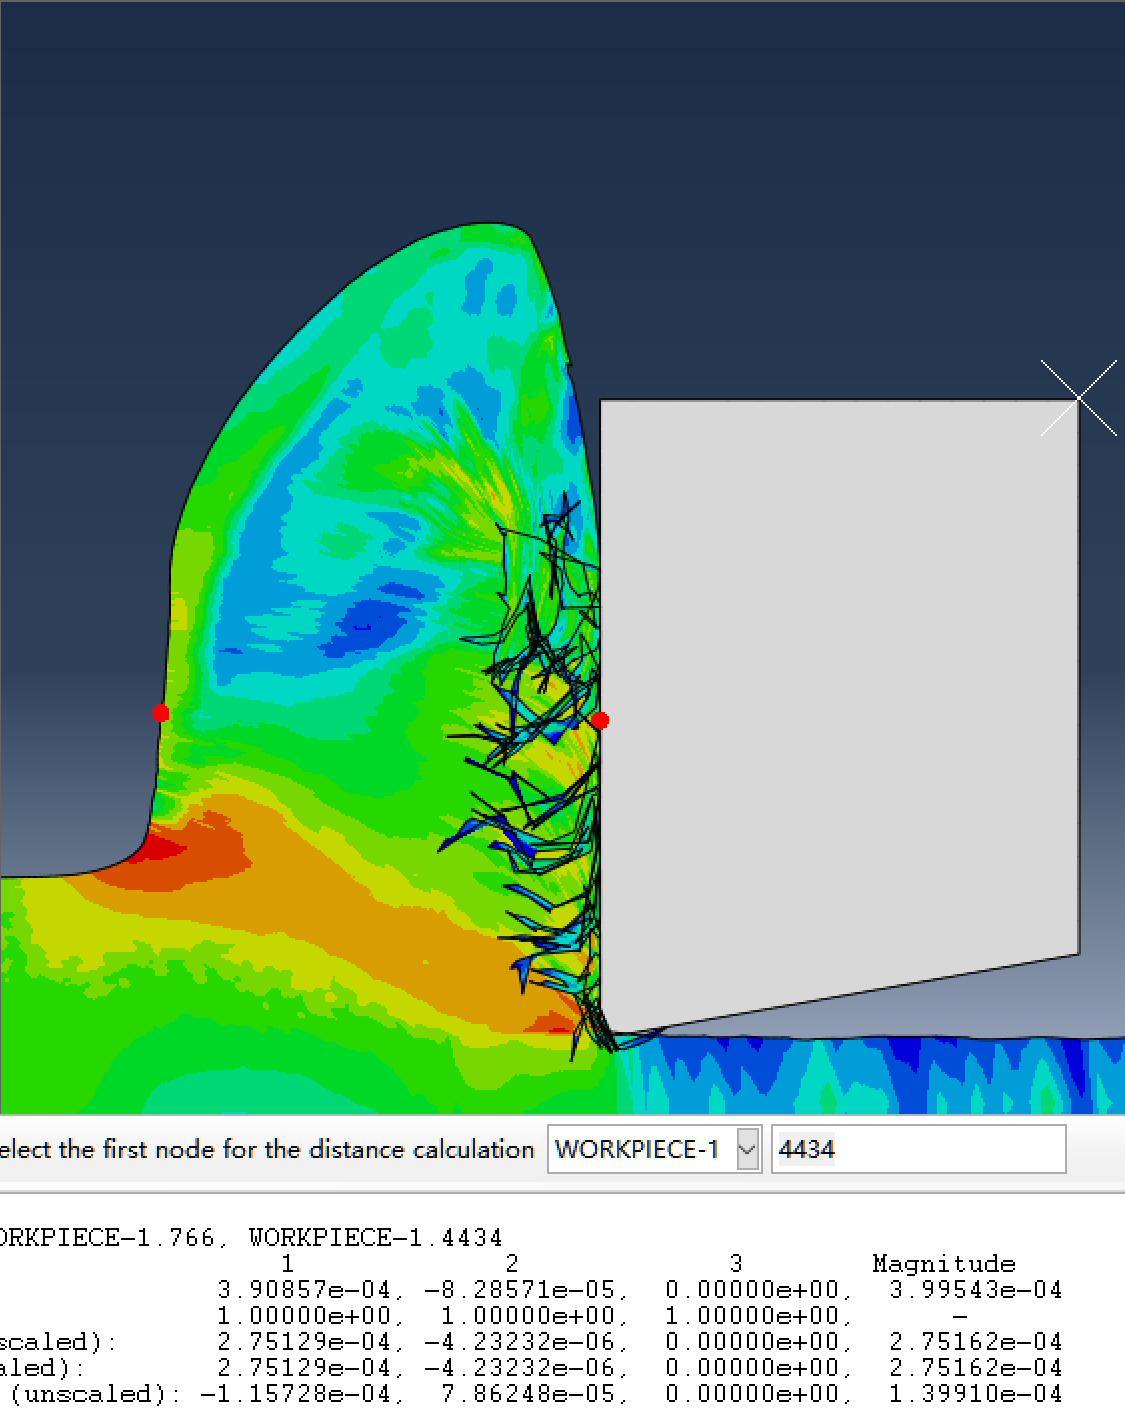 elect the first node for the distance calculation WORKPIECE-1 4434
ORKPIECE-1.766, WORKPIECE-1.4434
1 2 3 Magnitude
3.90857e-04, -8.28571e-05, 0.00000e+00, 3.99543e-04
1.00000e+00, 1.00000e+00, 1.00000e+00, -
scaled): 2.75129e-04, -4.23232e-06, 0.00000e+00, 2.75162e-04
aled): 2.75129e-04, -4.23232e-06, 0.00000e+00, 2.75162e-04
(unscaled): -1.15728e-04, 7.86248e-05, 0.00000e+00, 1.39910e-04